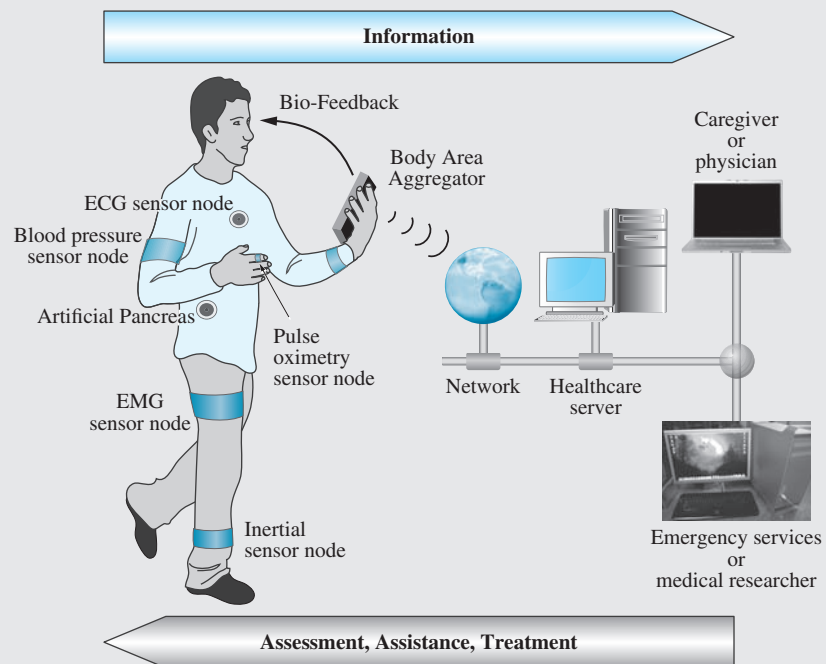 Information
Bio-Feedback
Body Area
Aggregator
Caregiver
or
physician
ECG sensor node
Blood pressure
sensor node
Artificial Pancreas
Pulse
oximetry
sensor node
Network
Healthcare
server
EMG
sensor node
Inertial
sensor node
Emergency services
or
medical researcher
Assessment, Assistance, Treatment